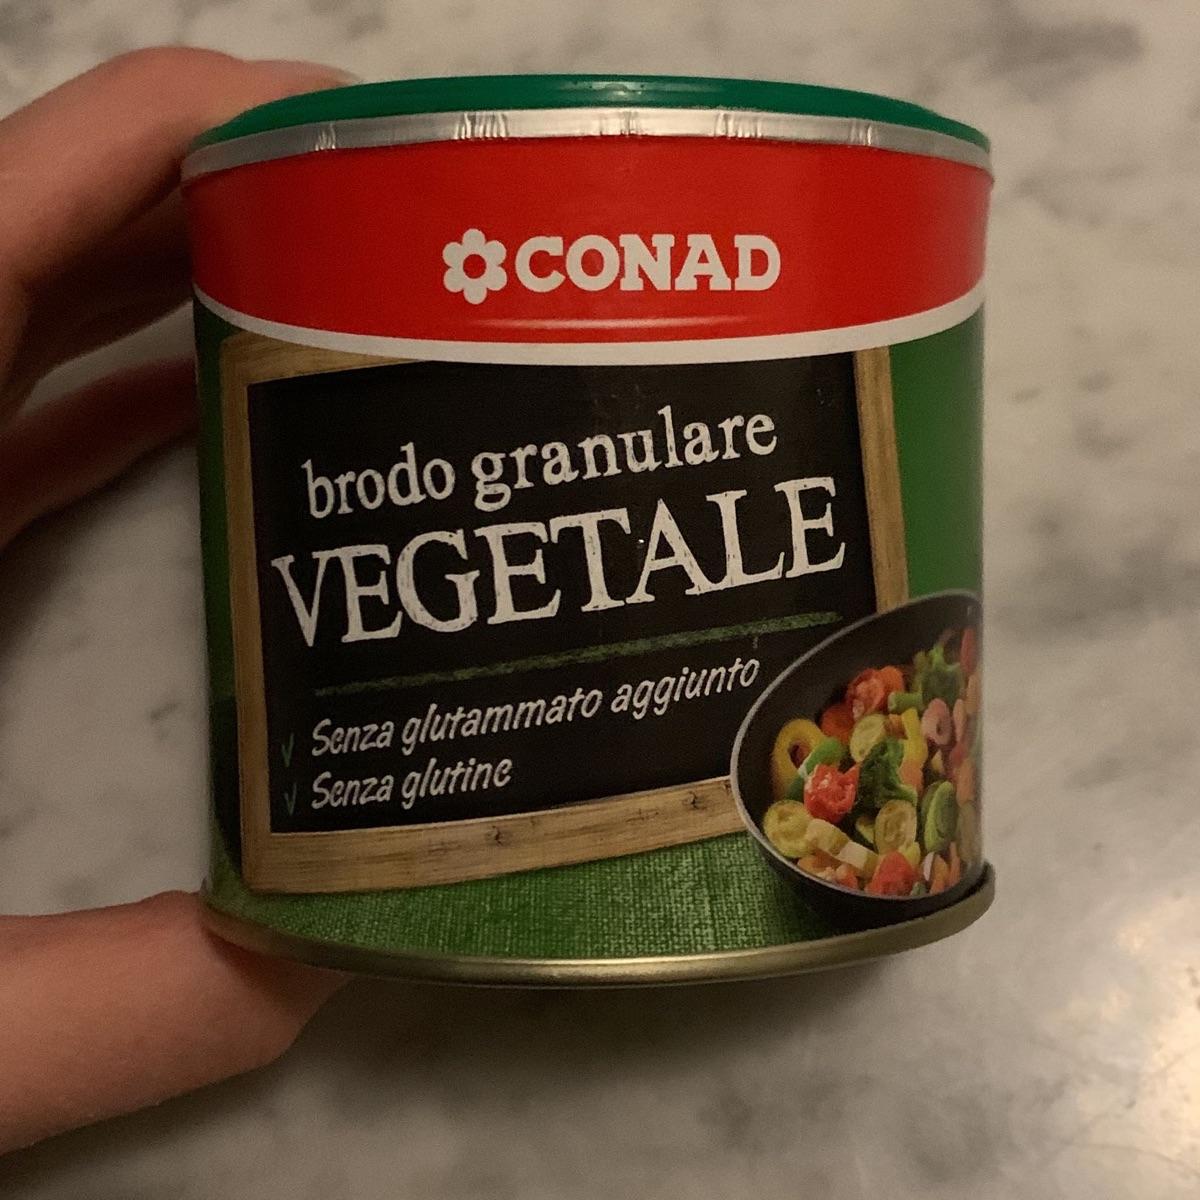 CONAD
brodo granulare
VEGETALE
Senza glutammato aggiunto
Senza glutine